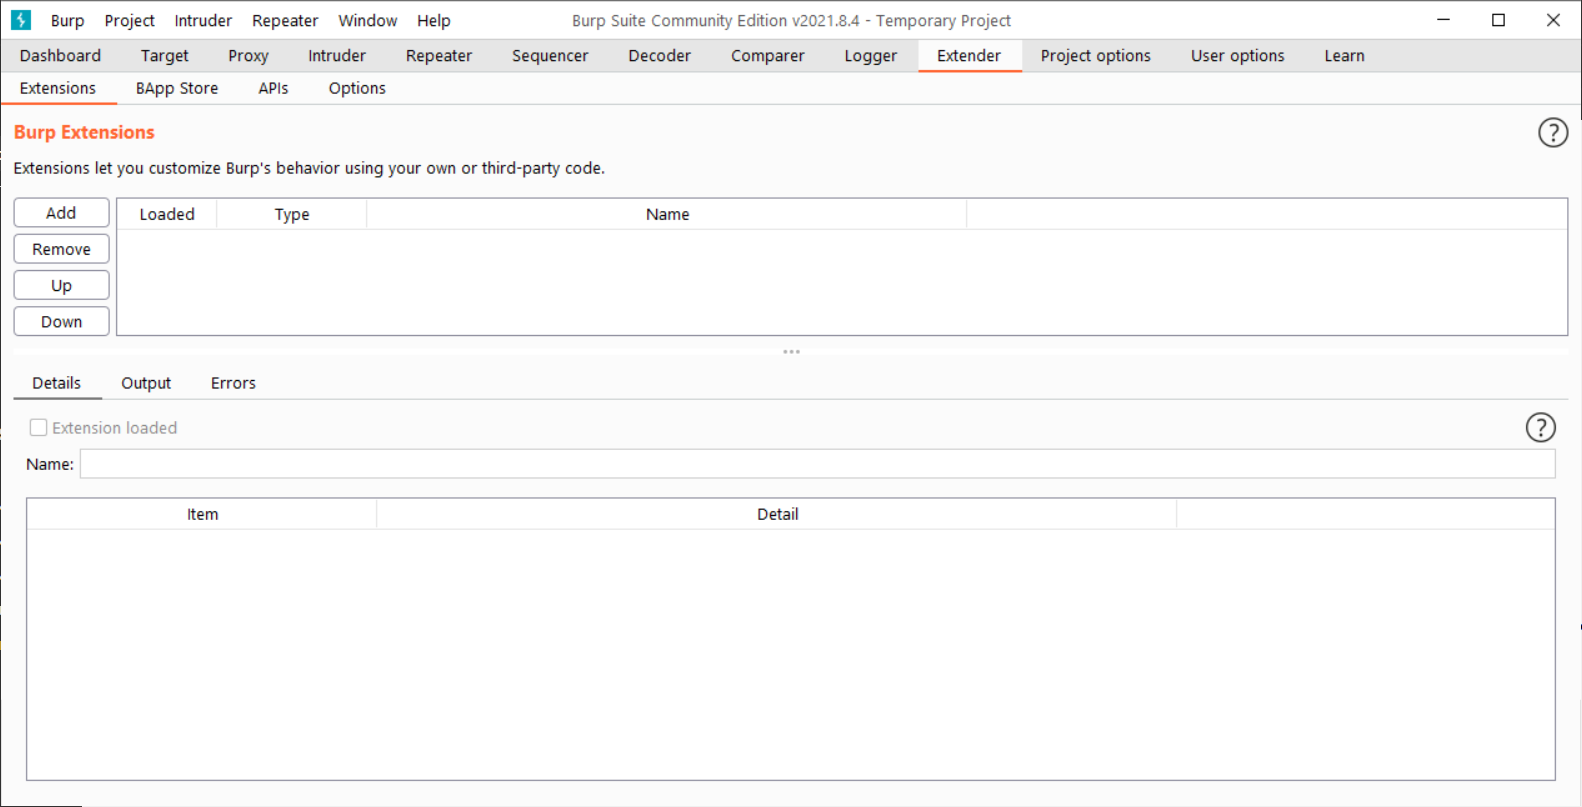 Burp Project Intruder Repeater Window Help Burp Suite Community Edition v2021.8.4 - Temporary Project
Dashboard Target Proxy Intruder Repeater Sequencer Decoder Comparer Logger Extender Project options User options Learn
Extensions BApp Store APIs Options
Burp Extensions
Extensions let you customize Burp's behavior using your own or third-party code.
Add Loaded Type Name
Remove
Up
Down
Details Output Errors
Extension loaded
Name:
Item Detail